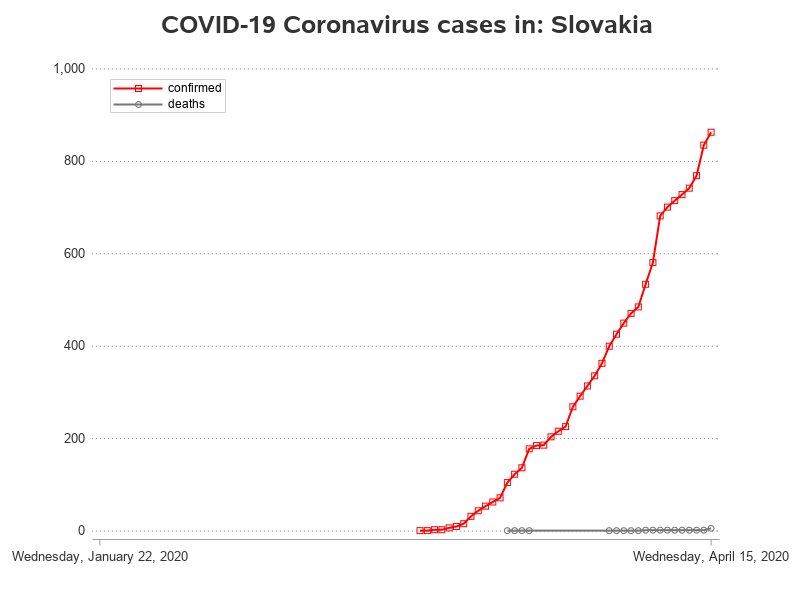 COVID-19 Coronavirus cases in: Slovakia
1,000
confirmed
deaths
800
600
400
200
0
Wednesday, January 22, 2020 Wednesday, April 15, 2020